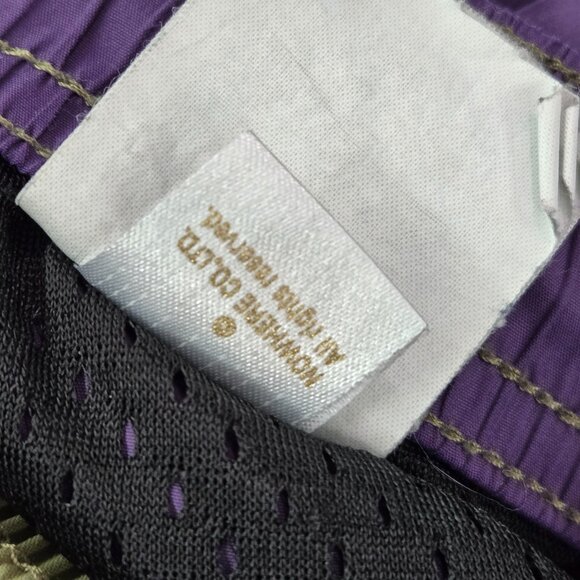 ©
NOWHERE CO.LTD.
All rights reserved.